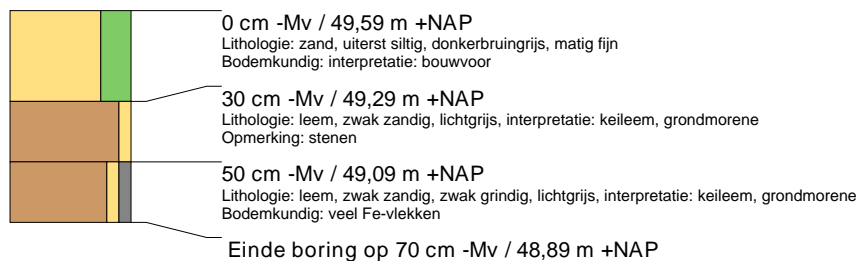 0 cm -Mv / 49,59 m +NAP
Lithologie: zand, uiterst siltig, donkerbruingrijs, matig fijn
Bodemkundig: interpretatie: bouwvoor
30 cm -Mv / 49,29 m +NAP
Lithologie: leem, zwak zandig, lichtgrijs, interpretatie: keileem, grondmorene
Opmerking: stenen
50 cm -Mv / 49,09 m +NAP
Lithologie: leem, zwak zandig, zwak grindig, lichtgrijs, interpretatie: keileem, grondmorene
Bodemkundig: veel Fe-vlekken
Einde boring op 70 cm -Mv / 48,89 m +NAP